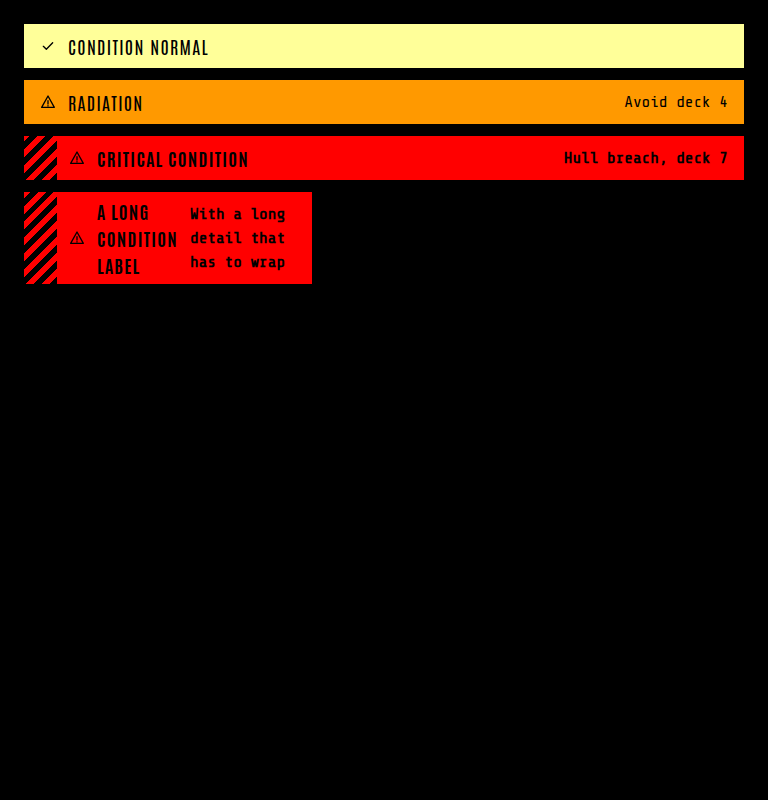 CONDITION NORMAL
RADIATION Avoid deck 4
CRITICAL CONDITION Hull breach, deck 7
A LONG
CONDITION
LABEL
With a long
detail that
has to wrap